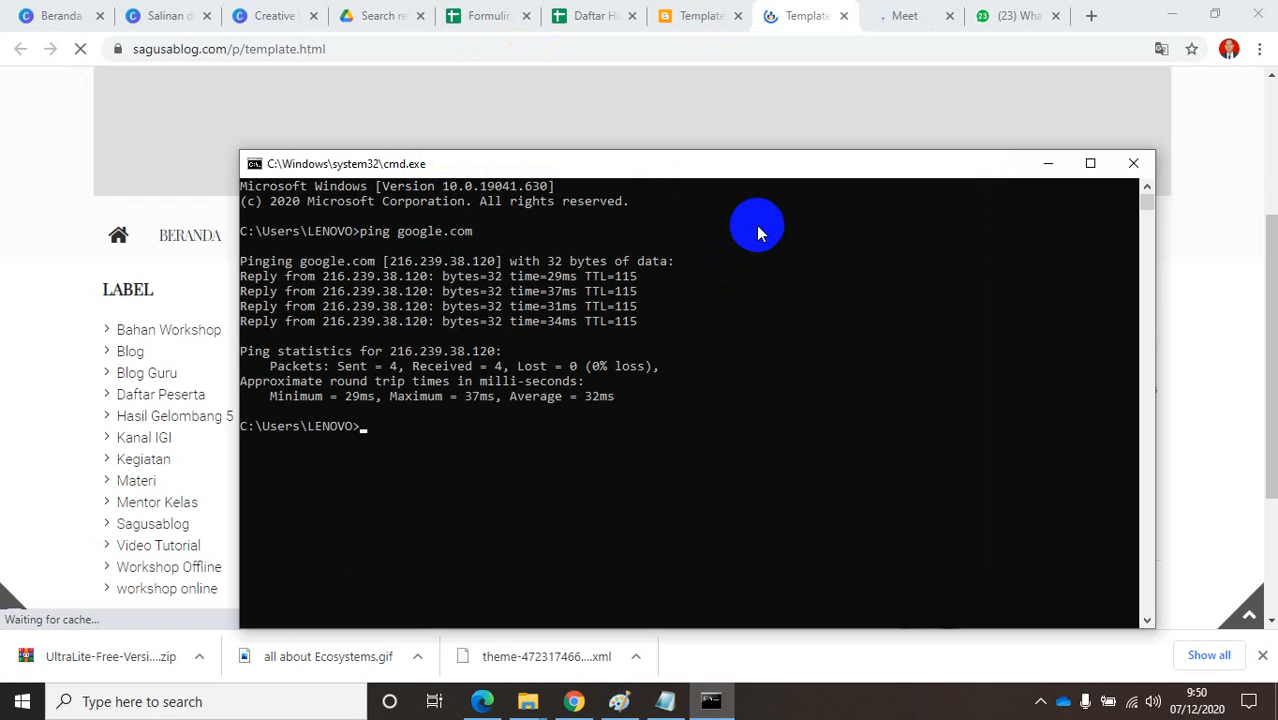 Beranda
Salinan d
Creative
Search re
Formulir
Daftar Ha
Template
Template
Meet
(23) Wha
sagusablog.com/p/template.html
C:\Windows\system32\cmd.exe
Microsoft Windows [Version 10.0.19041.630]
(c) 2020 Microsoft Corporation. All rights reserved.
C:\Users\LENOVO>ping google.com
Pinging google.com [216.239.38.120] with 32 bytes of data:
Reply from 216.239.38.120: bytes=32 time=29ms TTL=115
Reply from 216.239.38.120: bytes=32 time=37ms TTL=115
Reply from 216.239.38.120: bytes=32 time=31ms TTL=115
Reply from 216.239.38.120: bytes=32 time=34ms TTL=115
Ping statistics for 216.239.38.120:
Packets: Sent = 4, Received = 4, Lost = 0 (0% loss),
Approximate round trip times in milli-seconds:
Minimum = 29ms, Maximum = 37ms, Average = 32ms
C:\Users\LENOVO>
BERANDA
LABEL
Bahan Workshop
Blog
Blog Guru
Daftar Peserta
Hasil Gelombang 5
Kanal IGI
Kegiatan
Materi
Mentor Kelas
Sagusablog
Video Tutorial
Workshop Offline
workshop online
Waiting for cache...
UltraLite-Free-Versi....zip
all about Ecosystems.gif
theme-472317466....xml
Show all
Type here to search
9:50
07/12/2020